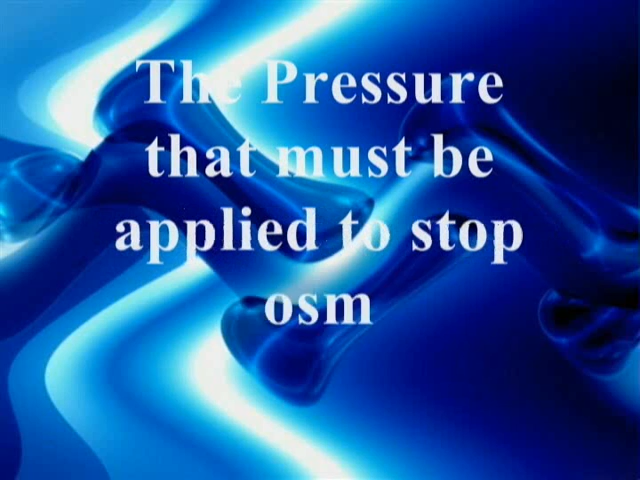 The Pressure
that must be
applied to stop
osm